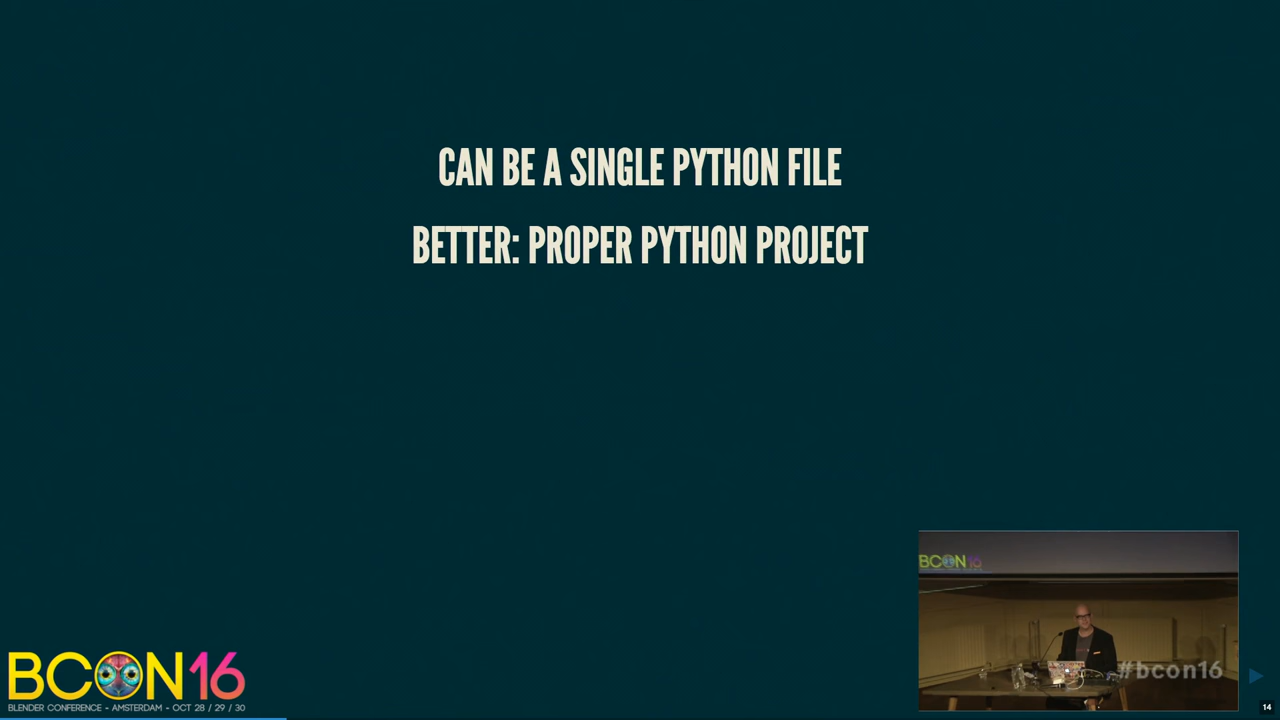 CAN BE A SINGLE PYTHON FILE
BETTER: PROPER PYTHON PROJECT
BCON16
#bcon16
BCON16
BLENDER CONFERENCE - AMSTERDAM - OCT 28 / 29 / 30
14